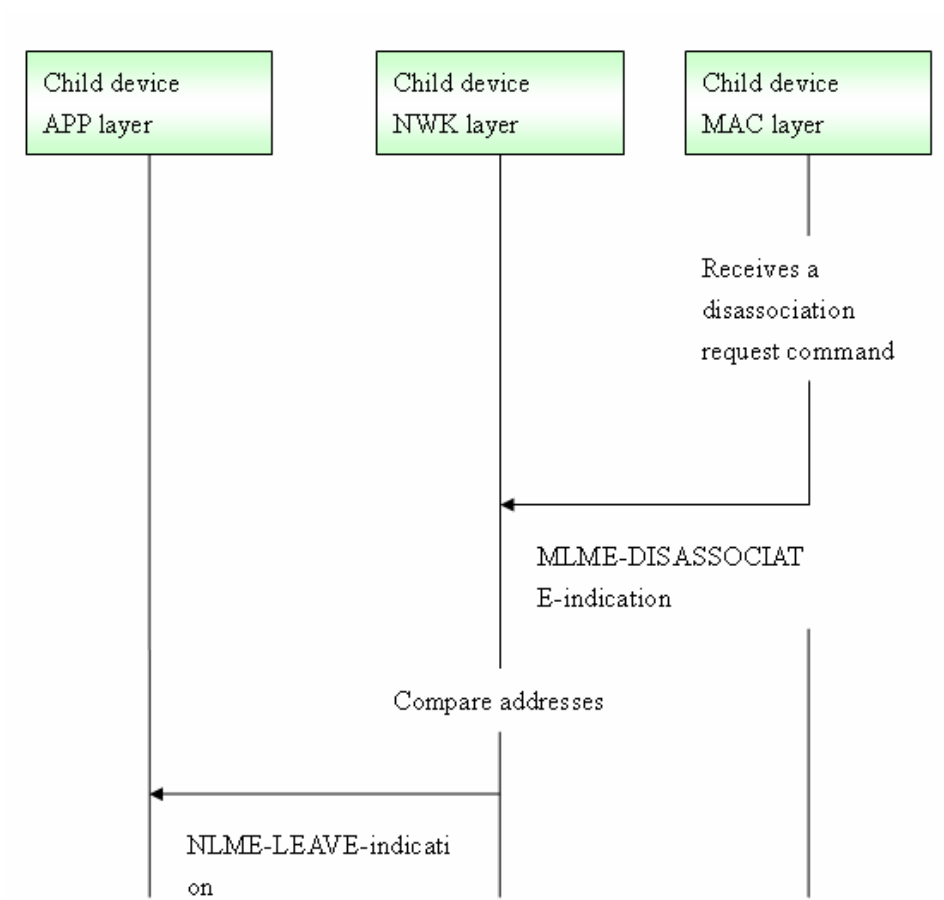 Child device
APP layer
Child device
NWK layer
Child device
MAC layer
Receives a
disassociation
request command
MLME-DISASSOCIAT
E-indication
Compare addresses
NLME-LEAVE-indicati
on